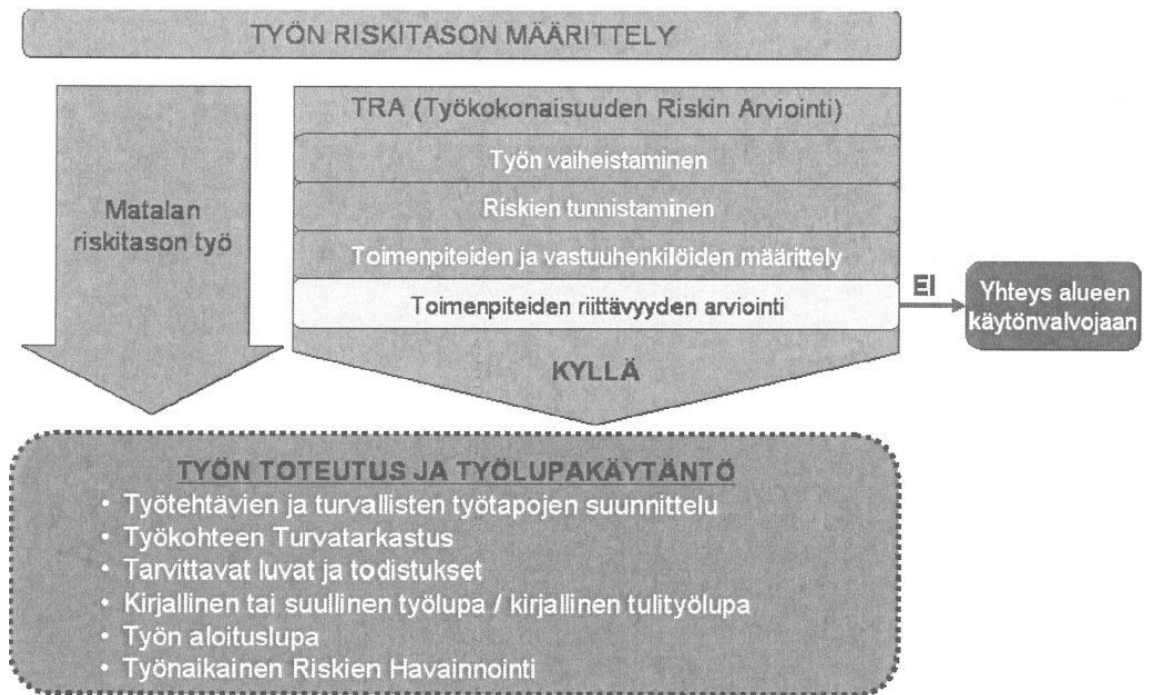 TYÖN RISKITASON MÄÄRITTELY
Matalan
riskitason työ
TRA (Työkokonaisuuden Riskin Arviointi)
Työn vaiheistaminen
Riskien tunnistaminen
Toimenpiteiden ja vastuuhenkilöiden määrittely
Toimenpiteiden riittävyyden arviointi
EI
Yhteys alueen
käytönvalvojaan
KYLLÄ
TYÖN TOTEUTUS JA TYÖLUPAKÄYTÄNTÖ
• Työtehtävien ja turvallisten työtapojen suunnittelu
• Työkohteen Turvatarkastus
• Tarvittavat luvat ja todistukset
• Kirjallinen tai suullinen työlupa / kirjallinen tulityölupa
• Työn aloituslupa
• Työnaikainen Riskien Havainnointi